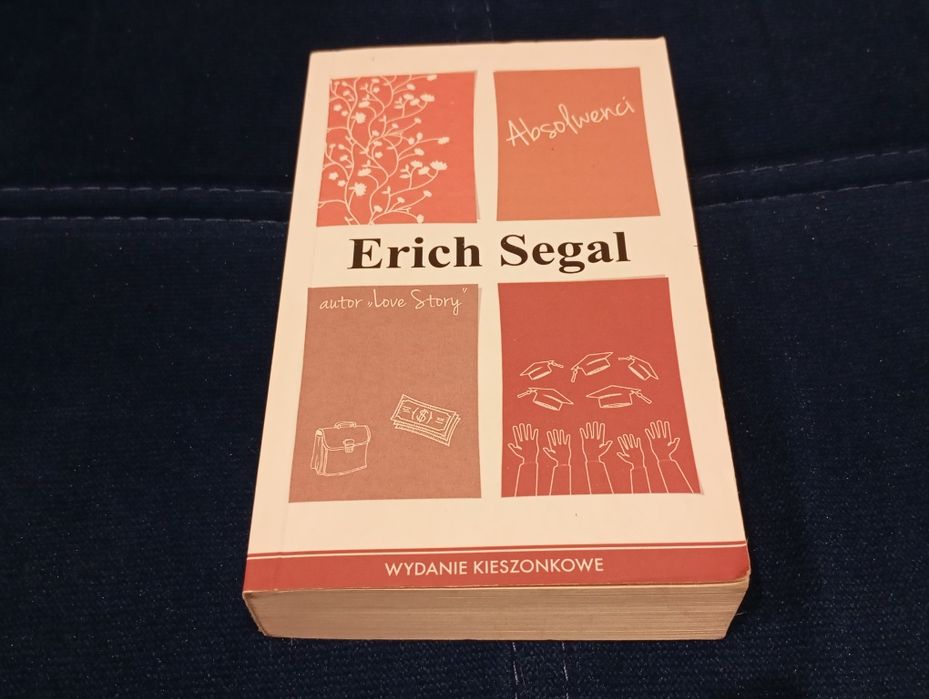 Absolwenci
Erich Segal
autor „Love Story”
$
WYDANIE KIESZONKOWE